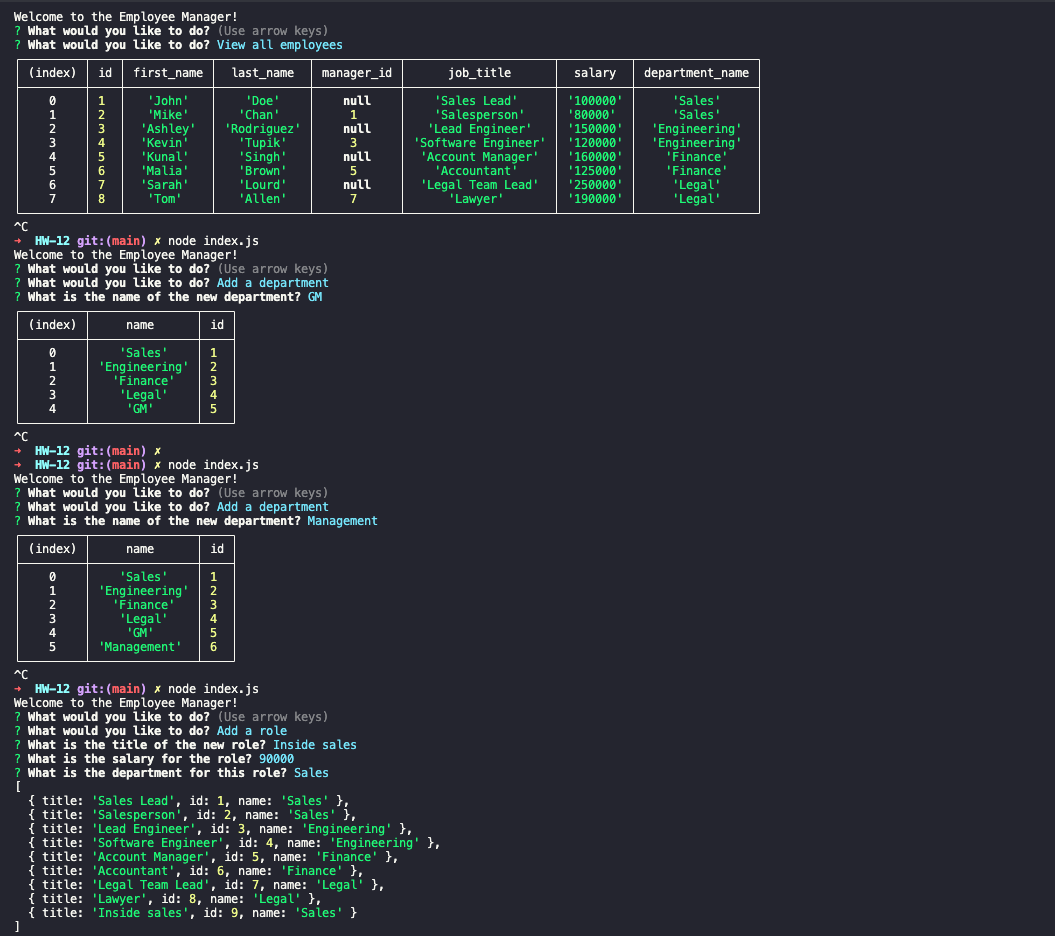 Welcome to the Employee Manager!
? What would you like to do? (Use arrow keys)
? What would you like to do? View all employees
(index) id first_name last_name manager_id job_title salary department_name
0 1 'John' 'Doe' null 'Sales Lead' '100000' 'Sales'
1 2 'Mike' 'Chan' 1 'Salesperson' '80000' 'Sales'
2 3 'Ashley' 'Rodriguez' null 'Lead Engineer' '150000' 'Engineering'
3 4 'Kevin' 'Tupik' 3 'Software Engineer' '120000' 'Engineering'
4 5 'Kunal' 'Singh' null 'Account Manager' '160000' 'Finance'
5 6 'Malia' 'Brown' 5 'Accountant' '125000' 'Finance'
6 7 'Sarah' 'Lourd' null 'Legal Team Lead' '250000' 'Legal'
7 8 'Tom' 'Allen' 7 'Lawyer' '190000' 'Legal'
^C
→ HW-12 git:(main) ✗ node index.js
Welcome to the Employee Manager!
? What would you like to do? (Use arrow keys)
? What would you like to do? Add a department
? What is the name of the new department? GM
(index) name id
0 'Sales' 1
1 'Engineering' 2
2 'Finance' 3
3 'Legal' 4
4 'GM' 5
^C
→ HW-12 git:(main) ✗
→ HW-12 git:(main) ✗ node index.js
Welcome to the Employee Manager!
? What would you like to do? (Use arrow keys)
? What would you like to do? Add a department
? What is the name of the new department? Management
(index) name id
0 'Sales' 1
1 'Engineering' 2
2 'Finance' 3
3 'Legal' 4
4 'GM' 5
5 'Management' 6
^C
→ HW-12 git:(main) ✗ node index.js
Welcome to the Employee Manager!
? What would you like to do? (Use arrow keys)
? What would you like to do? Add a role
? What is the title of the new role? Inside sales
? What is the salary for the role? 90000
? What is the department for this role? Sales
[
{ title: 'Sales Lead', id: 1, name: 'Sales' },
{ title: 'Salesperson', id: 2, name: 'Sales' },
{ title: 'Lead Engineer', id: 3, name: 'Engineering' },
{ title: 'Software Engineer', id: 4, name: 'Engineering' },
{ title: 'Account Manager', id: 5, name: 'Finance' },
{ title: 'Accountant', id: 6, name: 'Finance' },
{ title: 'Legal Team Lead', id: 7, name: 'Legal' },
{ title: 'Lawyer', id: 8, name: 'Legal' },
{ title: 'Inside sales', id: 9, name: 'Sales' }
]